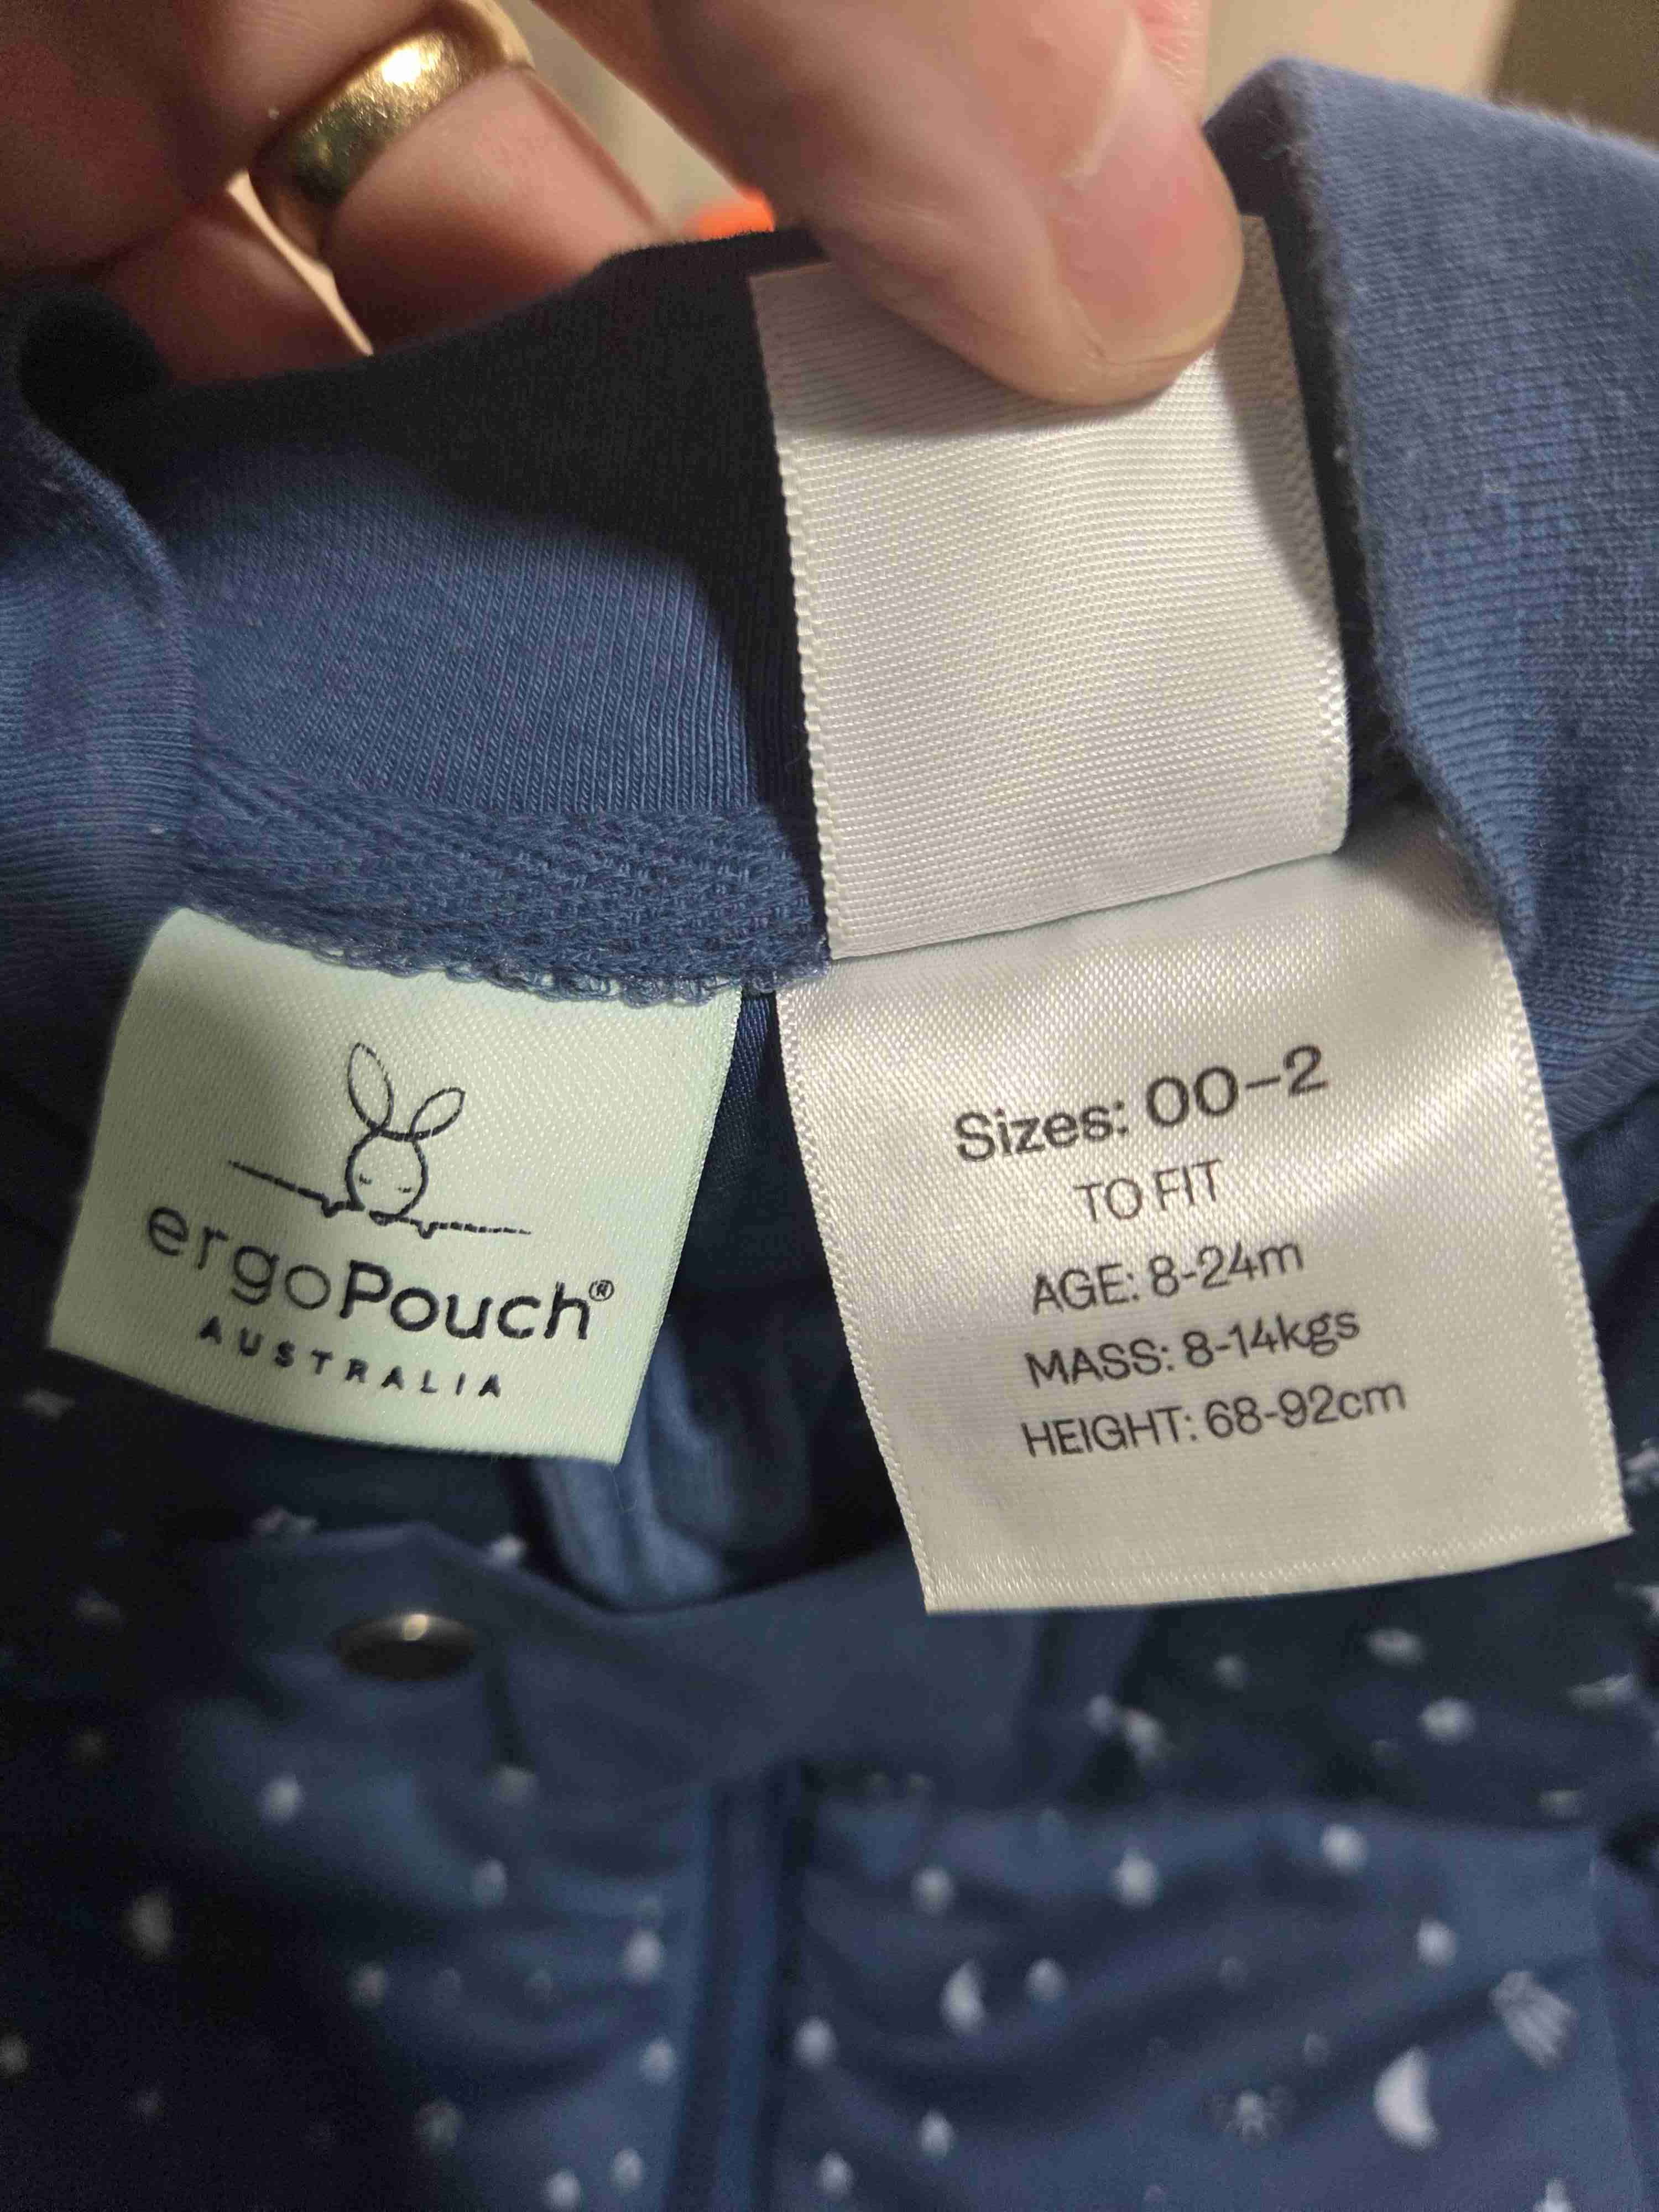 ergoPouch®
AUSTRALIA
Sizes: 00-2
TO FIT
AGE: 8-24m
MASS: 8-14kgs
HEIGHT: 68-92cm